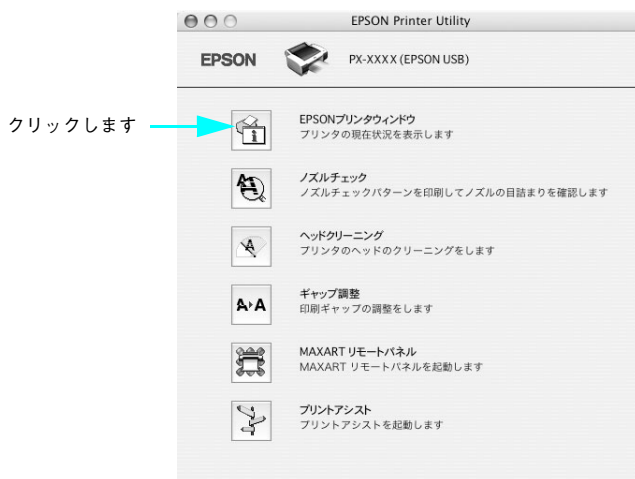 EPSON Printer Utility
EPSON
PX-XXXX (EPSON USB)
クリックします
EPSONプリンタウィンドウ
プリンタの現在状況を表示します
ノズルチェック
ノズルチェックパターンを印刷してノズルの目詰まりを確認します
ヘッドクリーニング
プリンタのヘッドのクリーニングをします
ギャップ調整
印刷ギャップの調整をします
MAXART リモートパネル
MAXART リモートパネルを起動します
プリントアシスト
プリントアシストを起動します